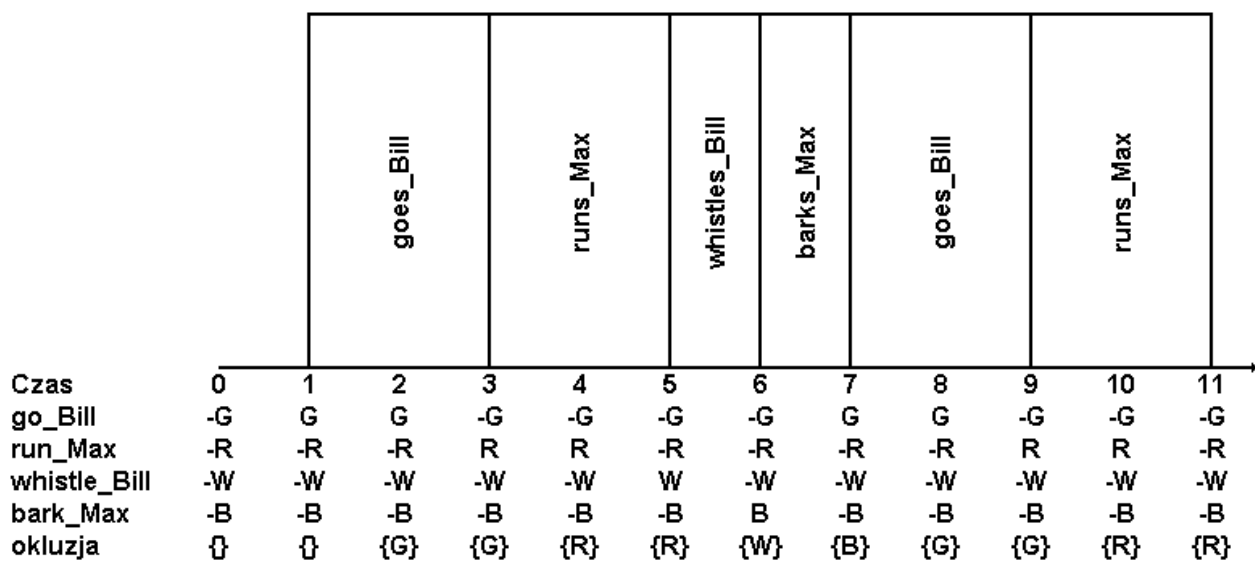 goes_Bill
runs_Max
whistles_Bill
barks_Max
goes_Bill
runs_Max
Czas 0 1 2 3 4 5 6 7 8 9 10 11
go_Bill -G G G -G -G -G -G G G -G -G -G
run_Max -R -R -R R R -R -R -R -R R R -R
whistle_Bill -W -W -W -W -W W -W -W -W -W -W -W
bark_Max -B -B -B -B -B -B B -B -B -B -B -B
okluzja {} {} {G} {G} {R} {R} {W} {B} {G} {G} {R} {R}